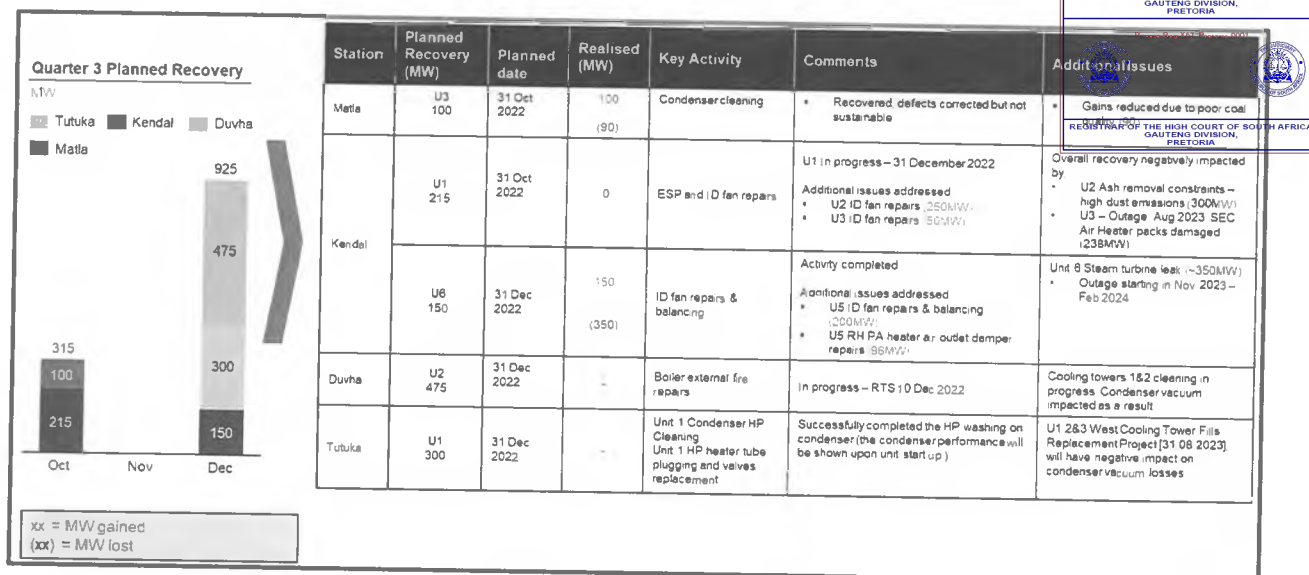 GAUTENG DIVISION,
PRETORIA
REGISTRAR OF THE HIGH COURT OF SOUTH AFRICA
GAUTENG DIVISION,
PRETORIA
Quarter 3 Planned Recovery
MW
Tutuka Kendal Duvha
Matla
925
475
315
100
300
215
150
Oct Nov Dec
xx = MW gained
(xx) = MW lost
Station
Planned
Recovery
(MW)
Planned
date
Realised
(MW)
Key Activity
Comments
Additional issues
Matla
U3
100
31 Oct
2022
100
(90)
Condenser cleaning
• Recovered, defects corrected but not
sustainable
• Gains reduced due to poor coal
quality (90)
Kendal
U1
215
31 Oct
2022
0
ESP and ID fan repairs
U1 in progress – 31 December 2022
Additional issues addressed
• U2 ID fan repairs (250MW)
• U3 ID fan repairs (50MW)
Overall recovery negatively impacted
by
• U2 Ash removal constraints –
high dust emissions (300MW)
• U3 – Outage Aug 2023 SEC
Air Heater packs damaged
(238MW)
U6
150
31 Dec
2022
150
(350)
ID fan repairs &
balancing
Activity completed
Additional issues addressed
• U5 ID fan repairs & balancing
(200MW)
• U5 RH PA heater air outlet damper
repairs (96MW)
Unit 6 Steam turbine leak (~350MW)
• Outage starting in Nov 2023 –
Feb 2024
Duvha
U2
475
31 Dec
2022
-
Boiler external fire
repairs
In progress – RTS 10 Dec 2022
Cooling towers 1&2 cleaning in
progress. Condenser vacuum
impacted as a result
Tutuka
U1
300
31 Dec
2022
-
Unit 1 Condenser HP
Cleaning
Unit 1 HP heater tube
plugging and valves
replacement
Successfully completed the HP washing on
condenser (the condenser performance will
be shown upon unit start up)
U1 2&3 West Cooling Tower Fills
Replacement Project [31 08 2023]
will have negative impact on
condenser vacuum losses